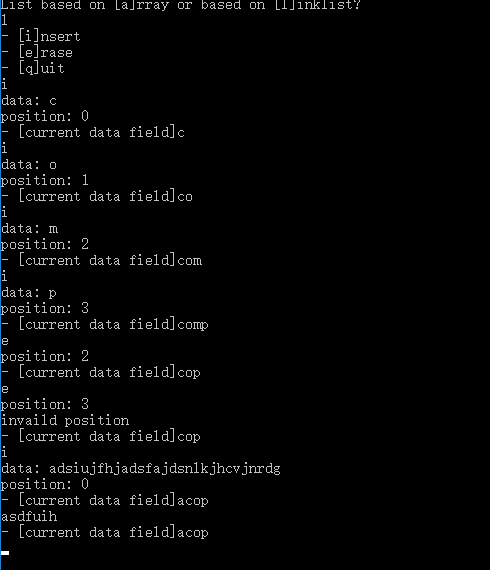 List based on [a]rray or based on [l]inklist?
l
- [i]nsert
- [e]rase
- [q]uit
i
data: c
position: 0
- [current data field]c
i
data: o
position: 1
- [current data field]co
i
data: m
position: 2
- [current data field]com
i
data: p
position: 3
- [current data field]comp
e
position: 2
- [current data field]cop
e
position: 3
invaild position
- [current data field]cop
i
data: adsiujfhjadsfajdsnlkjhcvjnrdg
position: 0
- [current data field]acop
asdfuih
- [current data field]acop